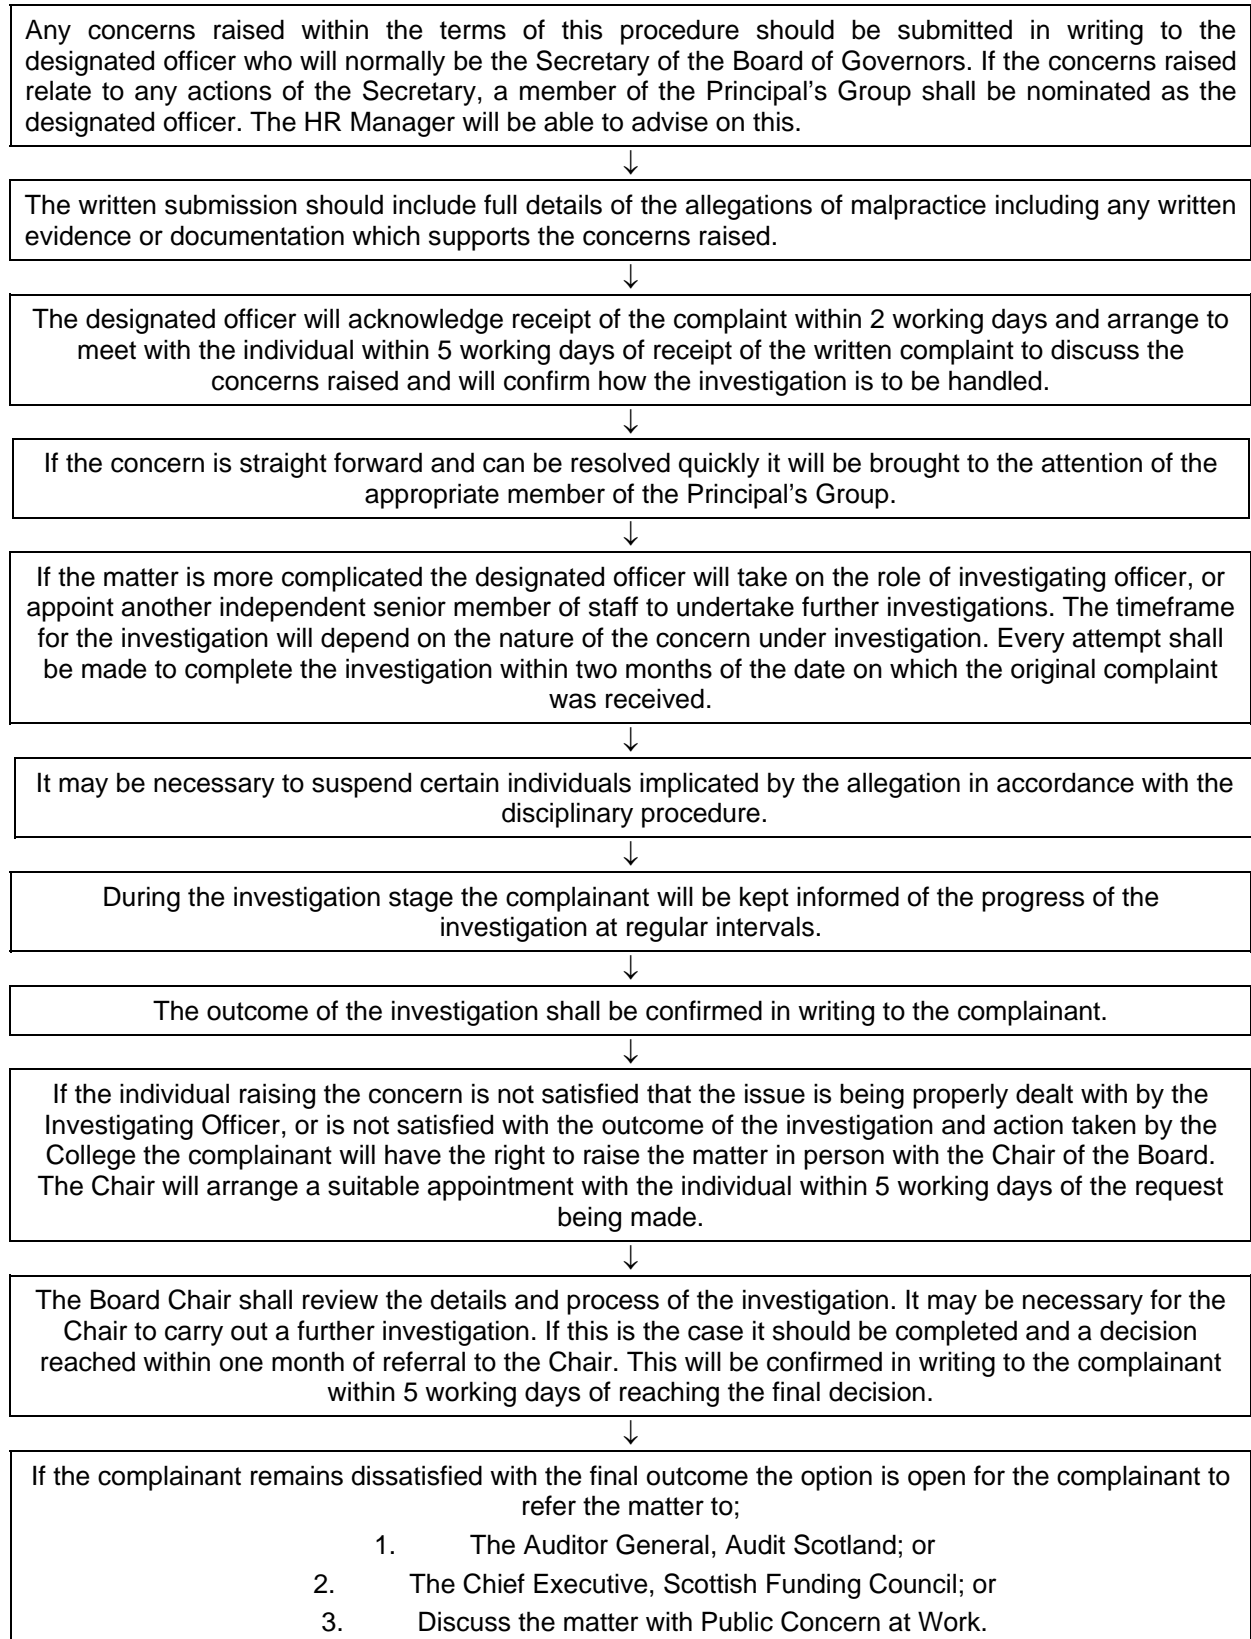 Any concerns raised within the terms of this procedure should be submitted in writing to the
designated officer who will normally be the Secretary of the Board of Governors. If the concerns raised
relate to any actions of the Secretary, a member of the Principal's Group shall be nominated as the
designated officer. The HR Manager will be able to advise on this.
↓
The written submission should include full details of the allegations of malpractice including any written
evidence or documentation which supports the concerns raised.
↓
The designated officer will acknowledge receipt of the complaint within 2 working days and arrange to
meet with the individual within 5 working days of receipt of the written complaint to discuss the
concerns raised and will confirm how the investigation is to be handled.
↓
If the concern is straight forward and can be resolved quickly it will be brought to the attention of the
appropriate member of the Principal's Group.
↓
If the matter is more complicated the designated officer will take on the role of investigating officer, or
appoint another independent senior member of staff to undertake further investigations. The timeframe
for the investigation will depend on the nature of the concern under investigation. Every attempt shall
be made to complete the investigation within two months of the date on which the original complaint
was received.
↓
It may be necessary to suspend certain individuals implicated by the allegation in accordance with the
disciplinary procedure.
↓
During the investigation stage the complainant will be kept informed of the progress of the
investigation at regular intervals.
↓
The outcome of the investigation shall be confirmed in writing to the complainant.
↓
If the individual raising the concern is not satisfied that the issue is being properly dealt with by the
Investigating Officer, or is not satisfied with the outcome of the investigation and action taken by the
College the complainant will have the right to raise the matter in person with the Chair of the Board.
The Chair will arrange a suitable appointment with the individual within 5 working days of the request
being made.
↓
The Board Chair shall review the details and process of the investigation. It may be necessary for the
Chair to carry out a further investigation. If this is the case it should be completed and a decision
reached within one month of referral to the Chair. This will be confirmed in writing to the complainant
within 5 working days of reaching the final decision.
↓
If the complainant remains dissatisfied with the final outcome the option is open for the complainant to
refer the matter to;
1. The Auditor General, Audit Scotland; or
2. The Chief Executive, Scottish Funding Council; or
3. Discuss the matter with Public Concern at Work.